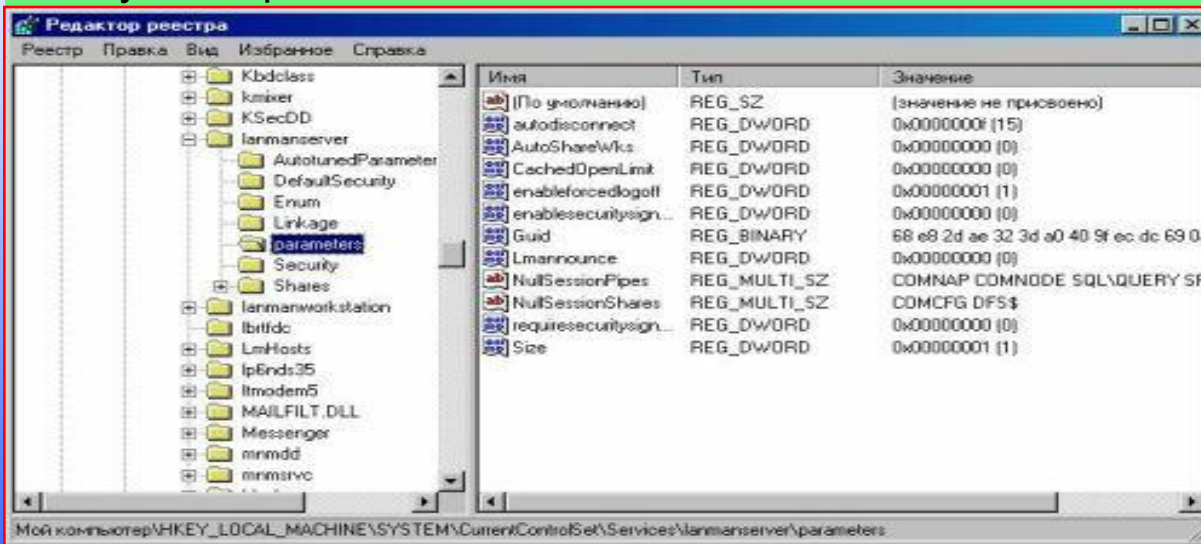 Редактор реестра
Реестр Правка Вид Избранное Справка
Kbdclass
kmixer
KSecDD
lanmanserver
AutotunedParameter
DefaultSecurity
Enum
Linkage
parameters
Security
Shares
lanmanworkstation
lbrtfdc
LmHosts
lp6nds35
ltmodem5
MAILFILT.DLL
Messenger
mnmdd
mnmsrvc
Имя Тип Значение
(По умолчанию) REG_SZ (значение не присвоено)
autodisconnect REG_DWORD 0x0000000f (15)
AutoShareWks REG_DWORD 0x00000000 (0)
CachedOpenLimit REG_DWORD 0x00000000 (0)
enableforcedlogoff REG_DWORD 0x00000001 (1)
enablesecuritysign... REG_DWORD 0x00000000 (0)
Guid REG_BINARY 68 e8 2d ae 32 3d a0 40 9f ec dc 69 0
Lmannounce REG_DWORD 0x00000000 (0)
NullSessionPipes REG_MULTI_SZ COMNAP COMNODE SQL\QUERY SP
NullSessionShares REG_MULTI_SZ COMCFG DFS$
requiresecuritysign... REG_DWORD 0x00000000 (0)
Size REG_DWORD 0x00000001 (1)
Мой компьютер\HKEY_LOCAL_MACHINE\SYSTEM\CurrentControlSet\Services\lanmanserver\parameters